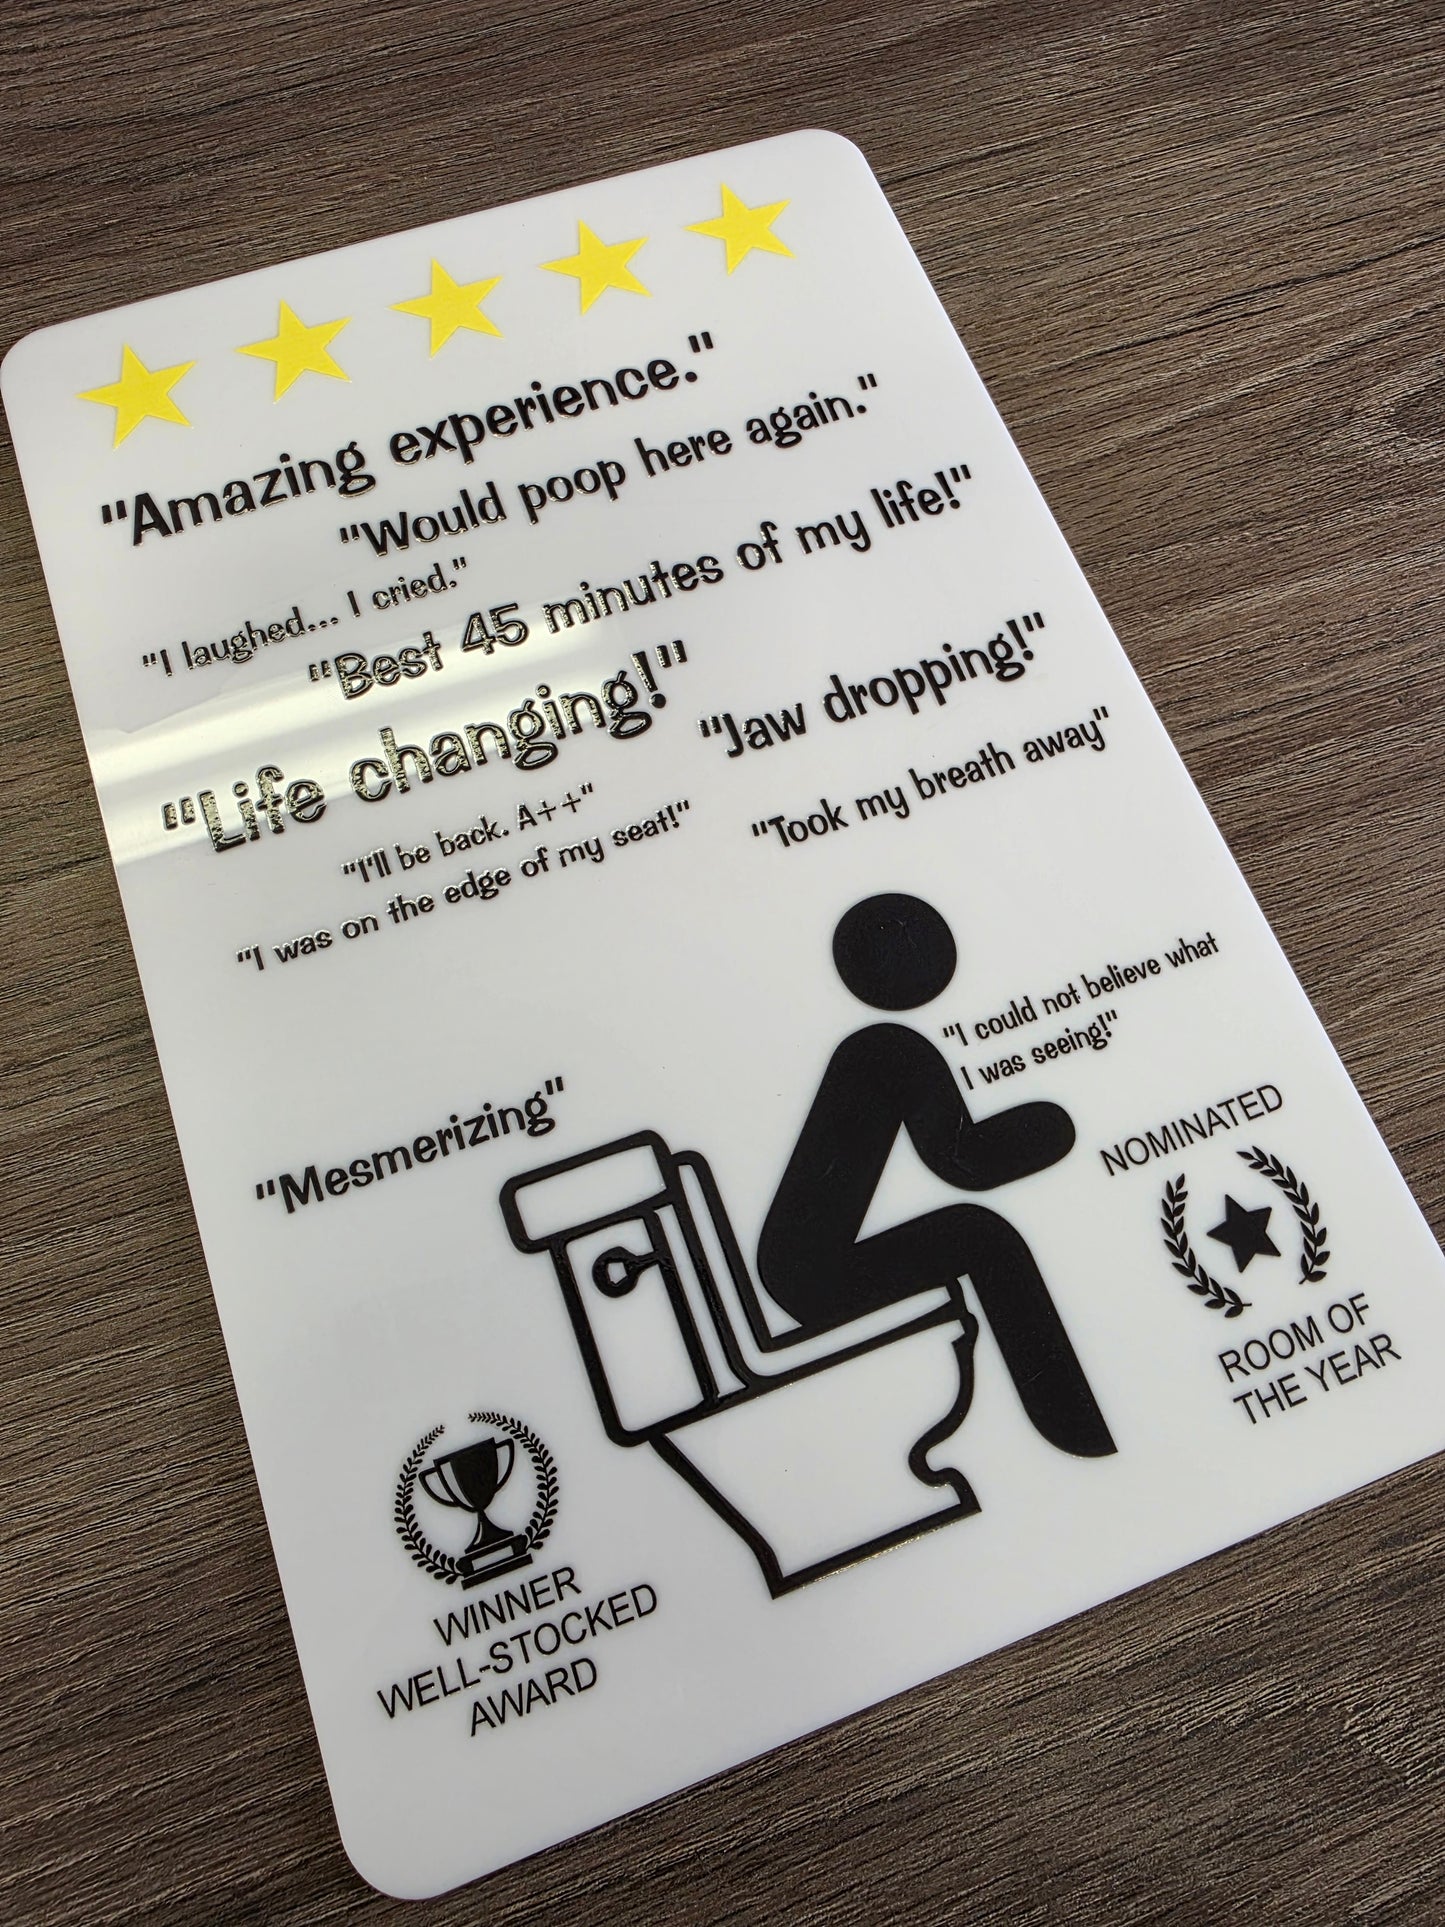 "Amazing experience."
"Would poop here again."
"I laughed... I cried."
"Best 45 minutes of my life!"
"Life changing!"
"Jaw dropping!"
"I'll be back. A++"
"Took my breath away"
"I was on the edge of my seat!"
"I could not believe what
I was seeing!"
"Mesmerizing"
NOMINATED
ROOM OF
THE YEAR
WINNER
WELL-STOCKED
AWARD